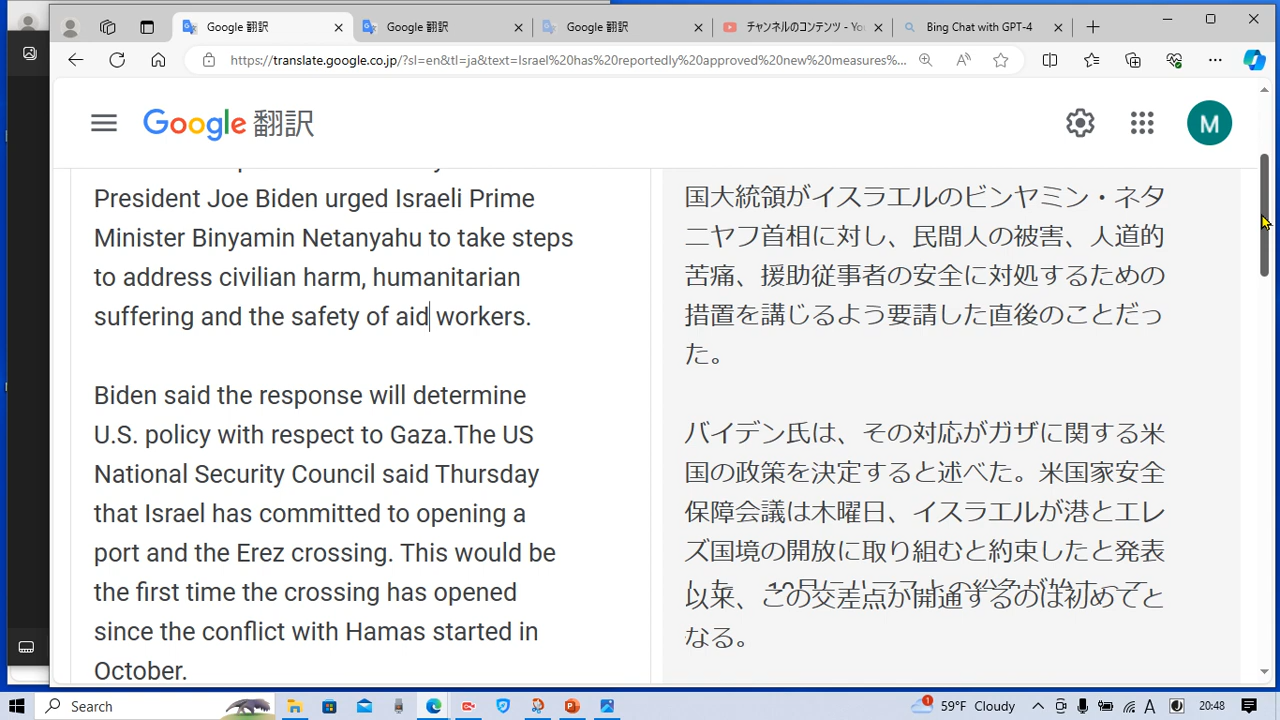 Google 翻訳
Google 翻訳
Google 翻訳
チャンネルのコンテンツ - Yo
Bing Chat with GPT-4
https://translate.google.co.jp/?sl=en&tl=ja&text=Israel%20has%20reportedly%20approved%20new%20measures%...
Google 翻訳
M
President Joe Biden urged Israeli Prime
Minister Binyamin Netanyahu to take steps
to address civilian harm, humanitarian
suffering and the safety of aid workers.
Biden said the response will determine
U.S. policy with respect to Gaza.The US
National Security Council said Thursday
that Israel has committed to opening a
port and the Erez crossing. This would be
the first time the crossing has opened
since the conflict with Hamas started in
October.
国大統領がイスラエルのビンヤミン・ネタ
ニヤフ首相に対し、民間人の被害、人道的
苦痛、援助従事者の安全に対処するための
措置を講じるよう要請した直後のことだっ
た。
バイデン氏は、その対応がガザに関する米
国の政策を決定すると述べた。米国家安全
保障会議は木曜日、イスラエルが港とエレ
ズ国境の開放に取り組むと約束したと発表
以来、この交差点が開通するのは初めてと
なる。
Search
1
59°F Cloudy
A
20:48